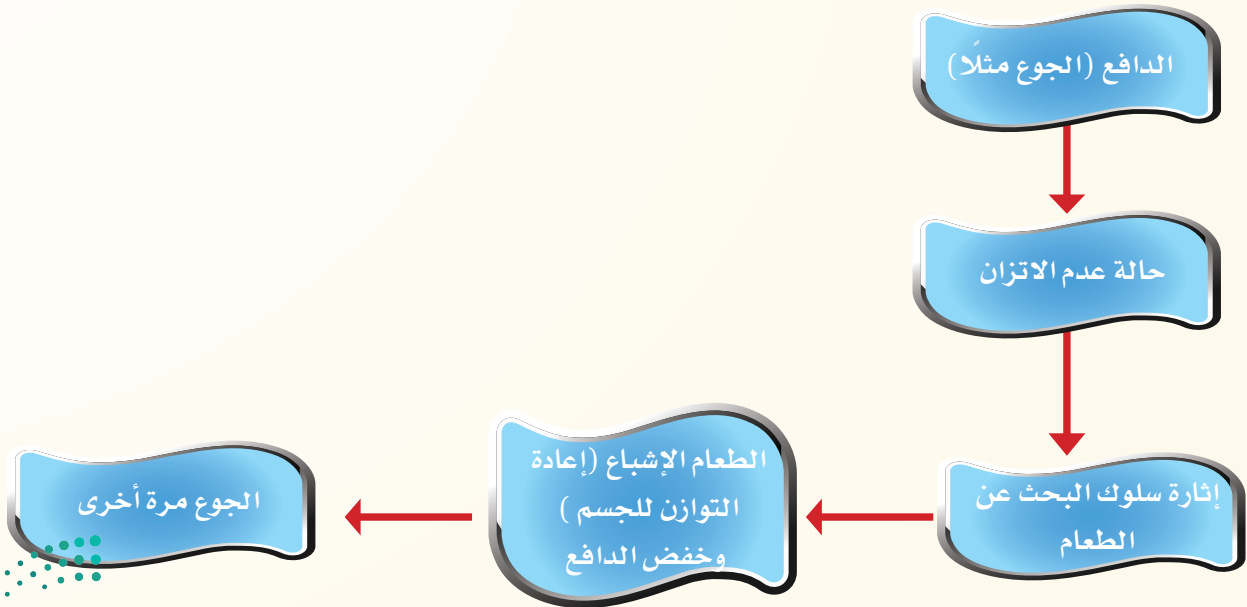 الدافع (الجوع مثلًا)
حالة عدم الاتزان
إثارة سلوك البحث عن
الطعام
الطعام الإشباع (إعادة
التوازن للجسم )
وخفض الدافع
الجوع مرة أخرى